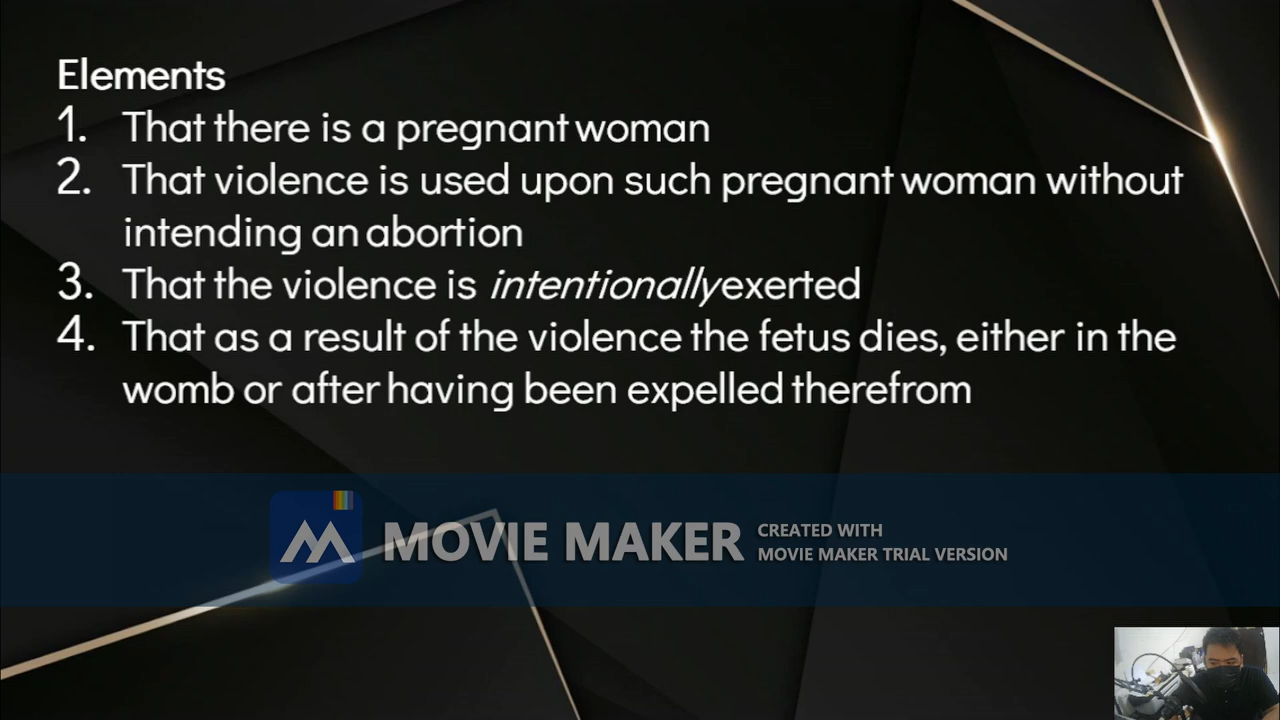 Elements
1. That there is a pregnant woman
2. That violence is used upon such pregnant woman without
intending an abortion
3. That the violence is intentionally exerted
4. That as a result of the violence the fetus dies, either in the
womb or after having been expelled therefrom
MOVIE MAKER
CREATED WITH
MOVIE MAKER TRIAL VERSION